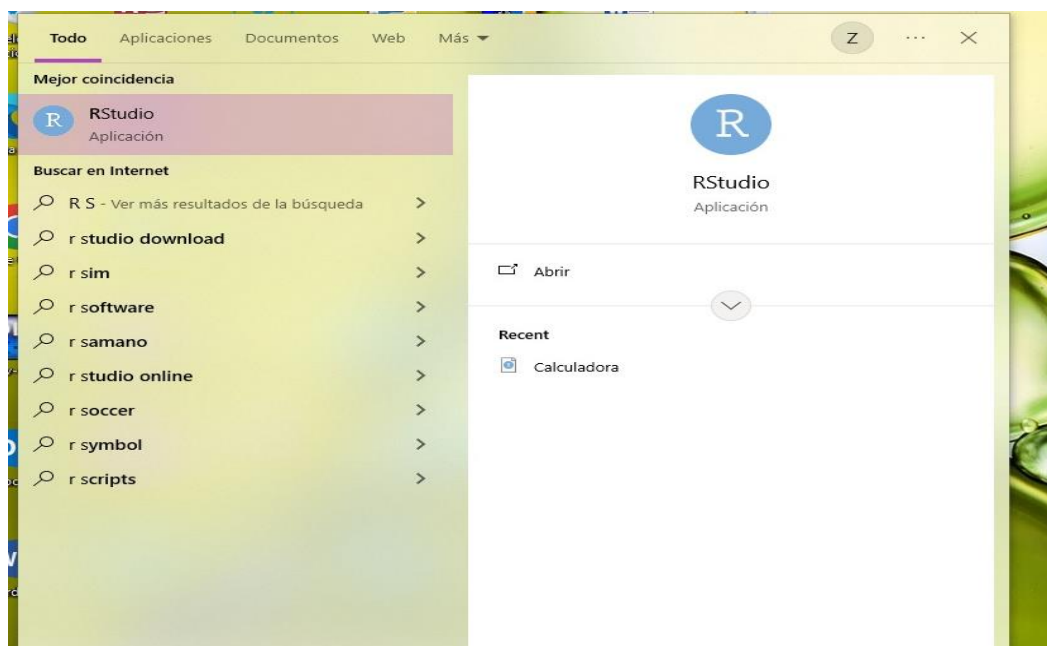 Todo Aplicaciones Documentos Web Más
Z ...
Mejor coincidencia
R
RStudio
Aplicación
Buscar en Internet
R S - Ver más resultados de la búsqueda
r studio download
r sim
r software
r samano
r studio online
r soccer
r symbol
r scripts
R
RStudio
Aplicación
Abrir
Recent
Calculadora